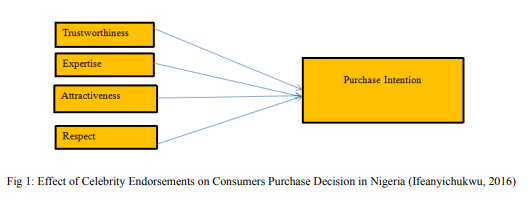 Trustworthiness
Expertise
Attractiveness
Respect
Purchase Intention
Fig 1: Effect of Celebrity Endorsements on Consumers Purchase Decision in Nigeria (Ifeanyichukwu, 2016)